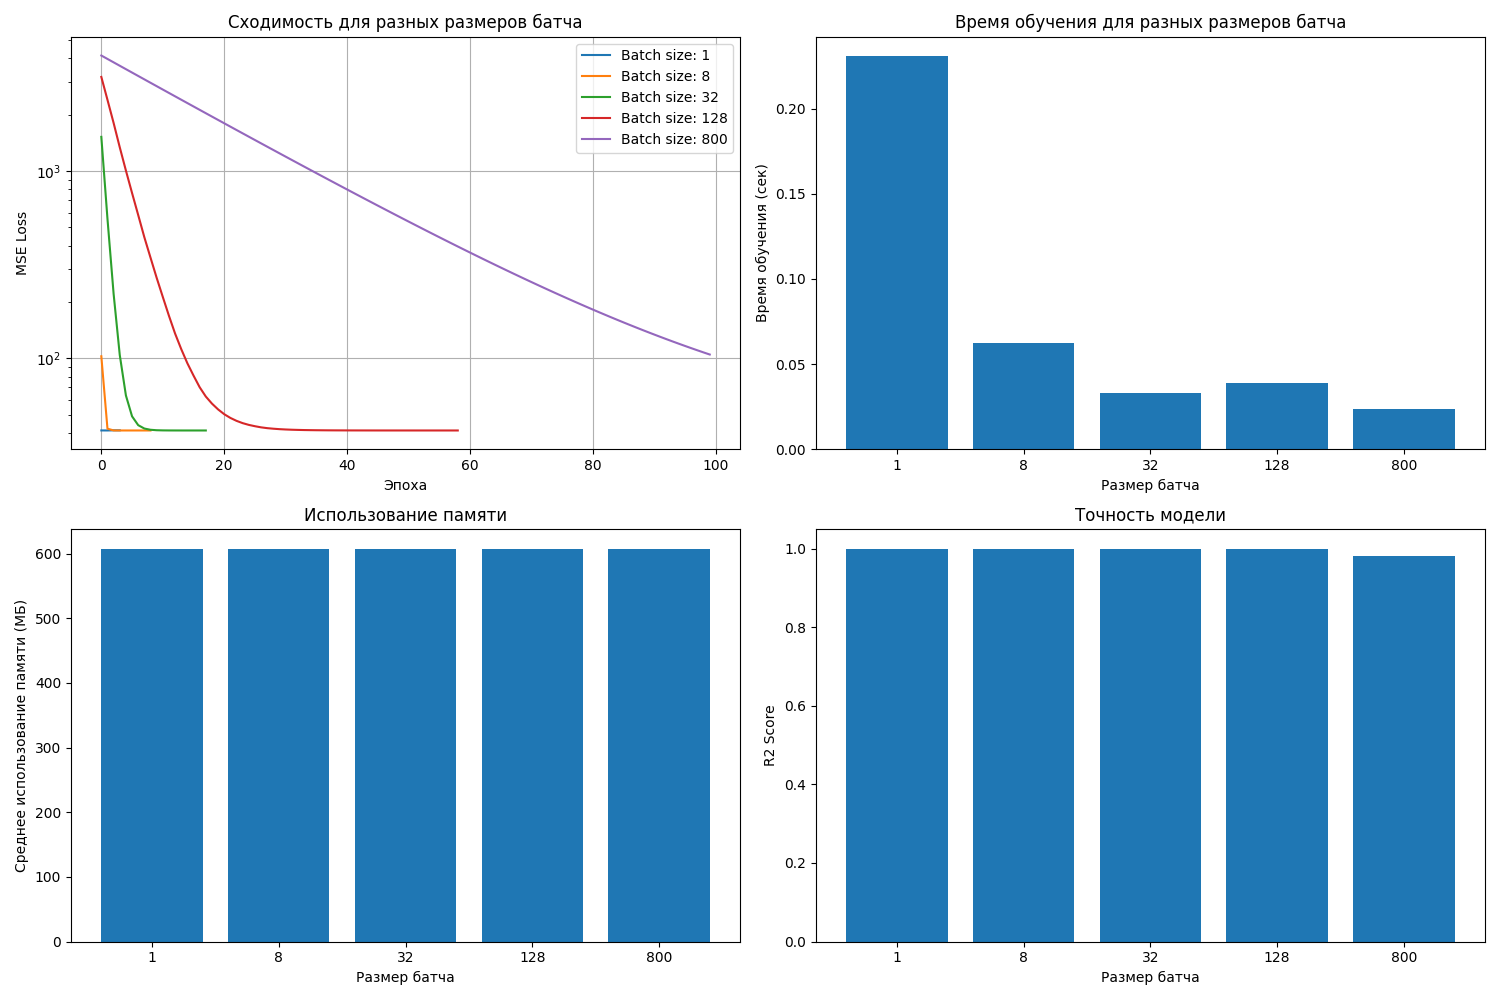 Сходимость для разных размеров батча
MSE Loss
10³
10²
Batch size: 1
Batch size: 8
Batch size: 32
Batch size: 128
Batch size: 800
0 20 40 60 80 100
Эпоха
Время обучения для разных размеров батча
Время обучения (сек)
0.20
0.15
0.10
0.05
0.00
1 8 32 128 800
Размер батча
Использование памяти
Среднее использование памяти (МБ)
600
500
400
300
200
100
0
1 8 32 128 800
Размер батча
Точность модели
R2 Score
1.0
0.8
0.6
0.4
0.2
0.0
1 8 32 128 800
Размер батча